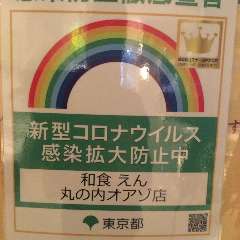 新型コロナウイルス
感染拡大防止中
和食 えん
丸の内オアゾ店
東京都